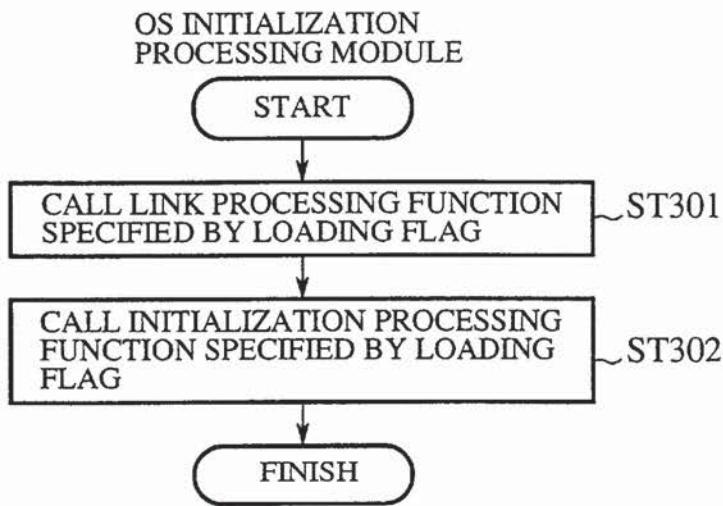 OS INITIALIZATION
PROCESSING MODULE
START
CALL LINK PROCESSING FUNCTION
SPECIFIED BY LOADING FLAG
ST301
CALL INITIALIZATION PROCESSING
FUNCTION SPECIFIED BY LOADING
FLAG
ST302
FINISH